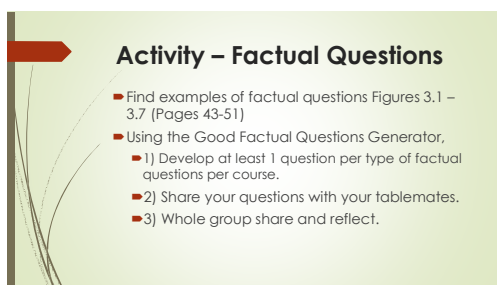 Activity – Factual Questions
Find examples of factual questions Figures 3.1 –
3.7 (Pages 43-51)
Using the Good Factual Questions Generator,
1) Develop at least 1 question per type of factual
questions per course.
2) Share your questions with your tablemates.
3) Whole group share and reflect.